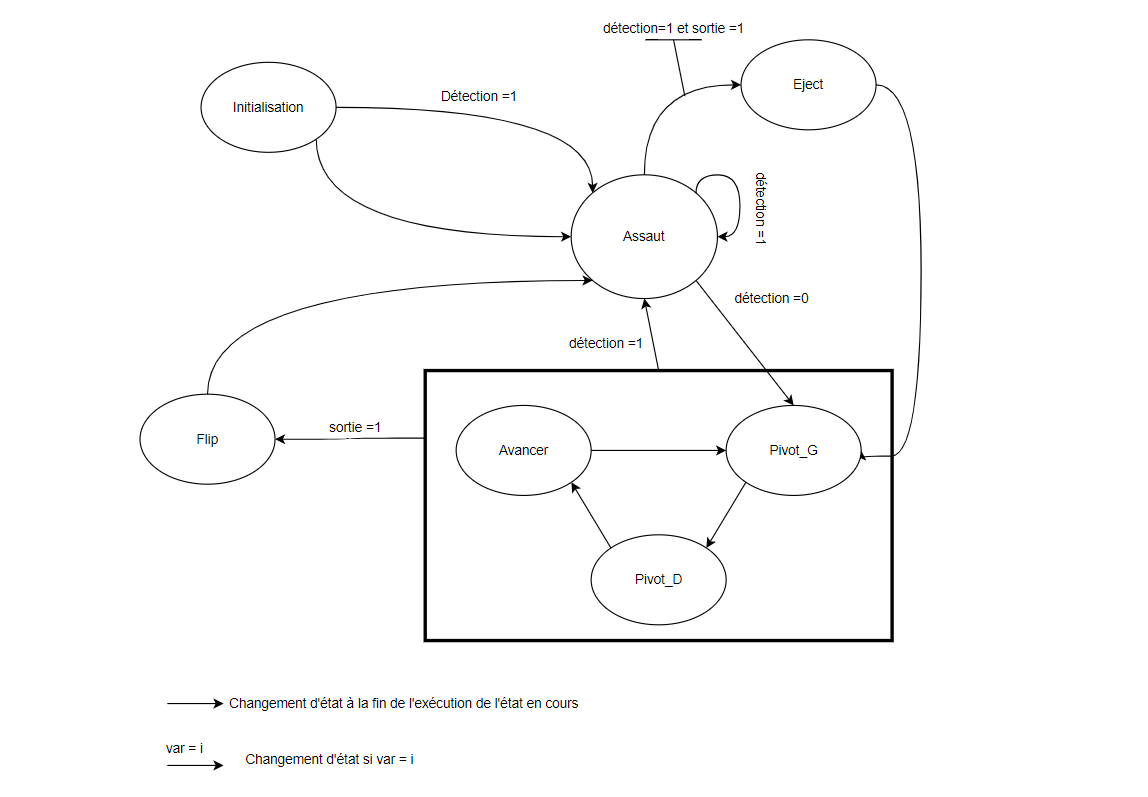 détection=1 et sortie =1
Eject
Initialisation
Détection =1
détection =1
Assaut
détection =0
détection =1
sortie =1
Flip
Avancer
Pivot_G
Pivot_D
Changement d'état à la fin de l'exécution de l'état en cours
var = i
Changement d'état si var = i